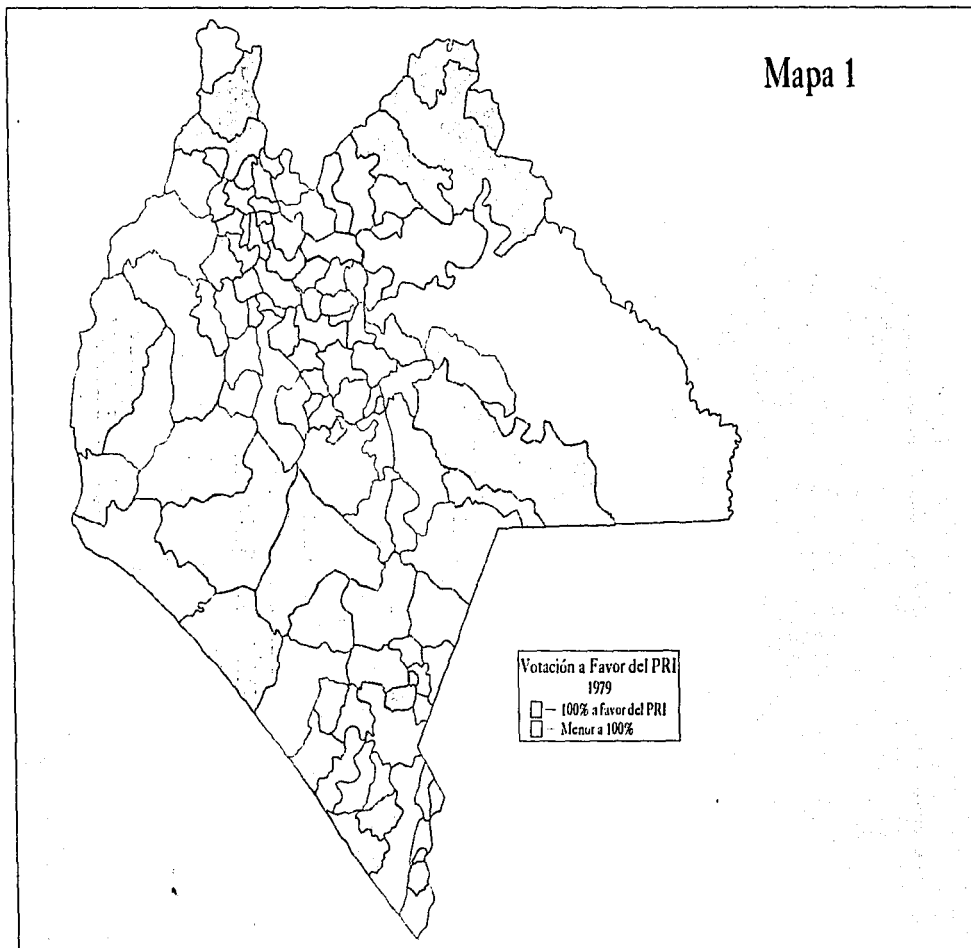 Mapa 1
Votación a Favor del PRI
1979
— 100% a favor del PRI
— Menor a 100%